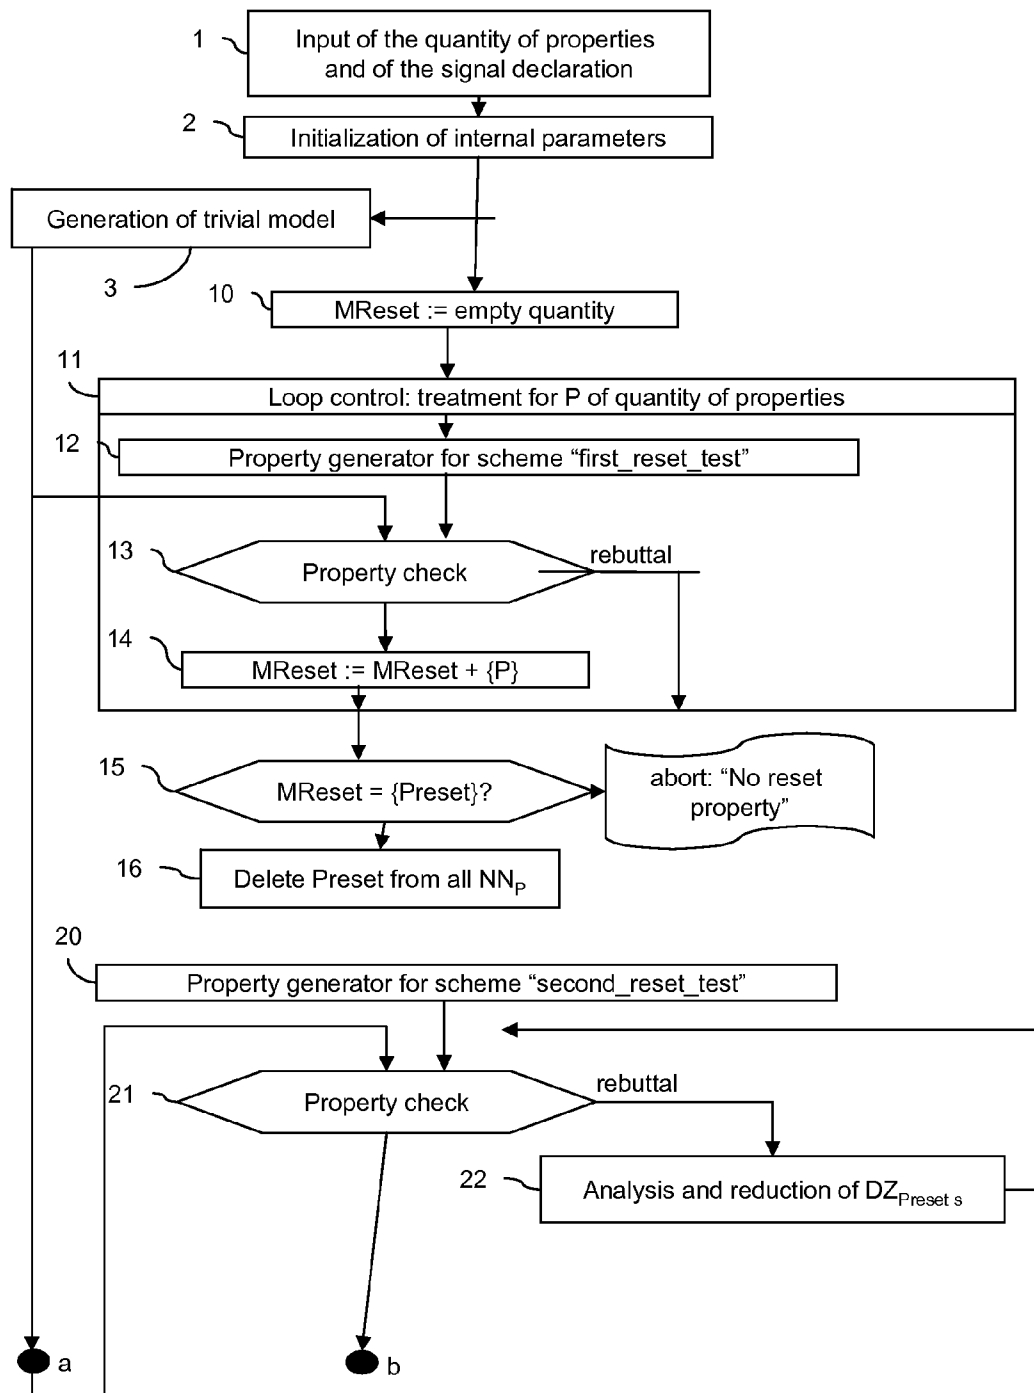 1
Input of the quantity of properties
and of the signal declaration
2
Initialization of internal parameters
Generation of trivial model
3
10
MReset := empty quantity
11
Loop control: treatment for P of quantity of properties
12
Property generator for scheme “first_reset_test”
13
Property check
rebuttal
14
MReset := MReset + {P}
15
MReset = {Preset}?
abort: “No reset
property”
16
Delete Preset from all NNP
20
Property generator for scheme “second_reset_test”
21
Property check
rebuttal
22
Analysis and reduction of DZPreset s
a
b